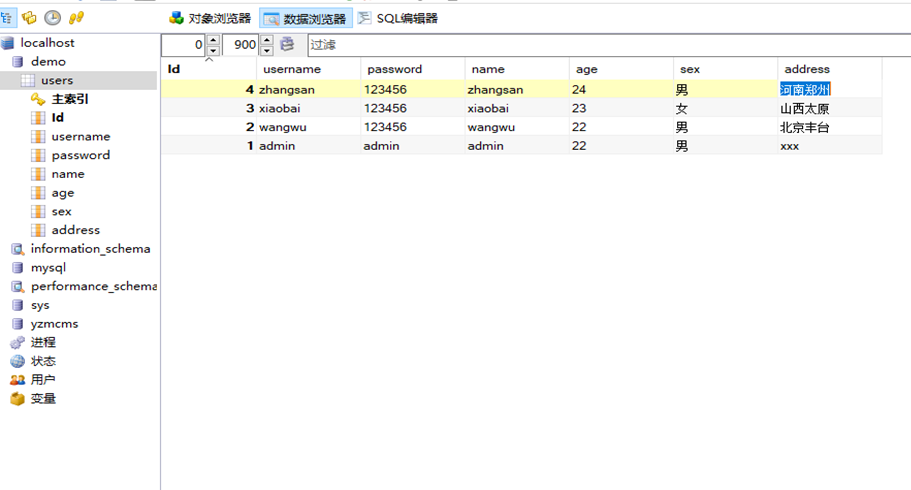 对象浏览器 数据浏览器 SQL编辑器
localhost
demo
users
主索引
Id
username
password
name
age
sex
address
information_schema
mysql
performance_schema
sys
yzmcms
进程
状态
用户
变量
0 900 过滤
Id username password name age sex address
4 zhangsan 123456 zhangsan 24 男 河南郑州
3 xiaobai 123456 xiaobai 23 女 山西太原
2 wangwu 123456 wangwu 22 男 北京丰台
1 admin admin admin 22 男 xxx